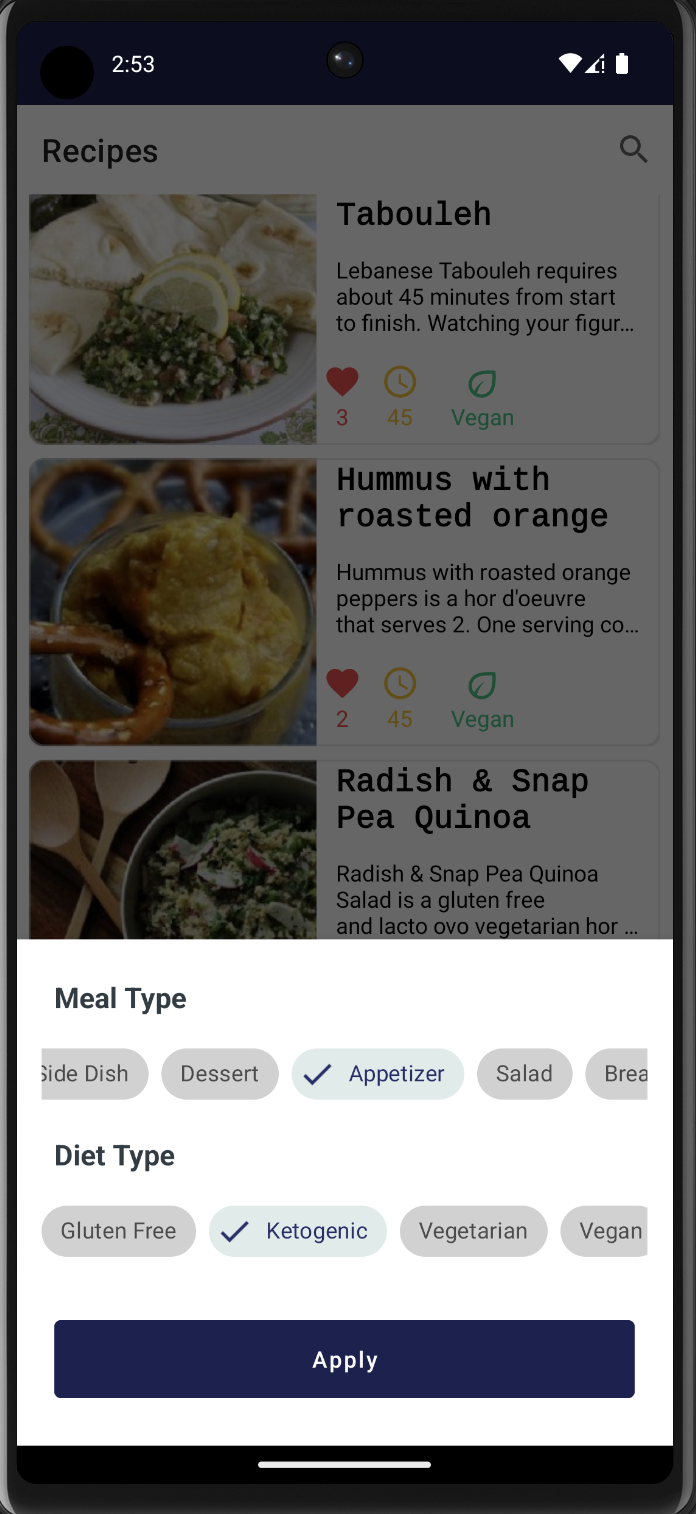 2:53
Recipes
Tabouleh
Lebanese Tabouleh requires
about 45 minutes from start
to finish. Watching your figur...
3
45
Vegan
Hummus with
roasted orange
Hummus with roasted orange
peppers is a hor d'oeuvre
that serves 2. One serving co...
2
45
Vegan
Radish & Snap
Pea Quinoa
Radish & Snap Pea Quinoa
Salad is a gluten free
and lacto ovo vegetarian hor ...
Meal Type
Side Dish
Dessert
Appetizer
Salad
Brea
Diet Type
Gluten Free
Ketogenic
Vegetarian
Vegan
Apply